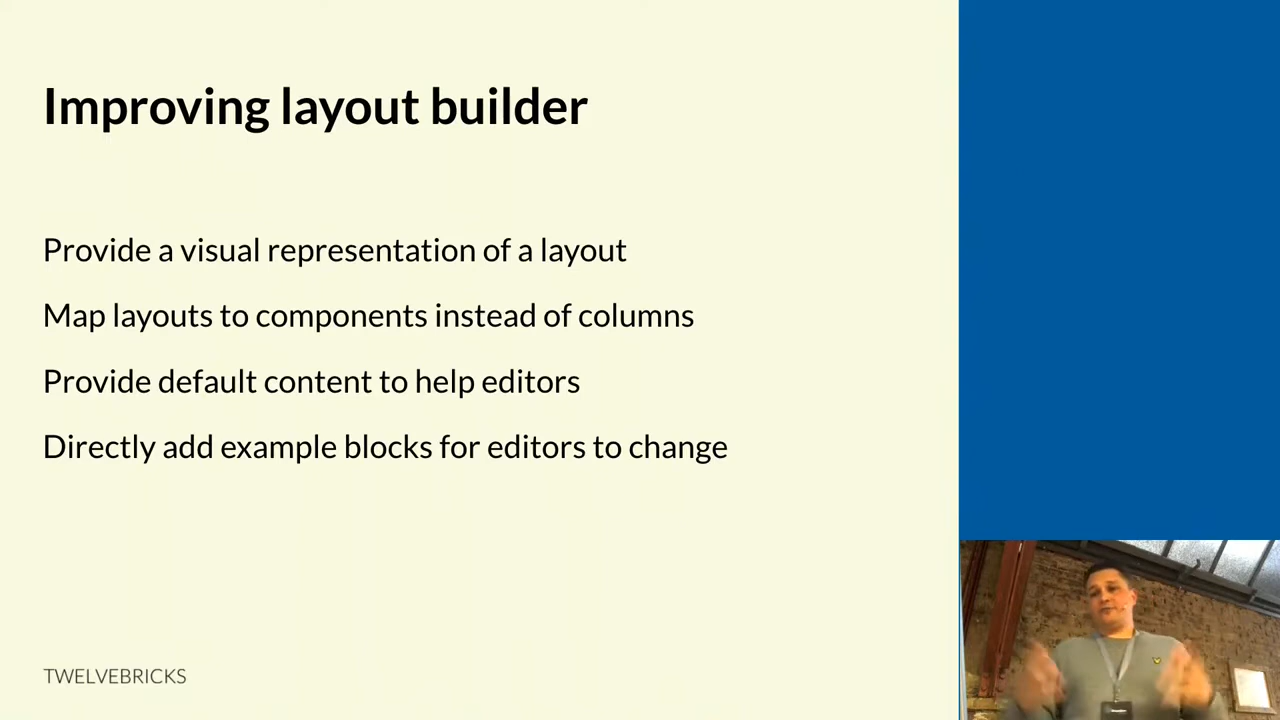 Improving layout builder
Provide a visual representation of a layout
Map layouts to components instead of columns
Provide default content to help editors
Directly add example blocks for editors to change
TWELVEBRICKS